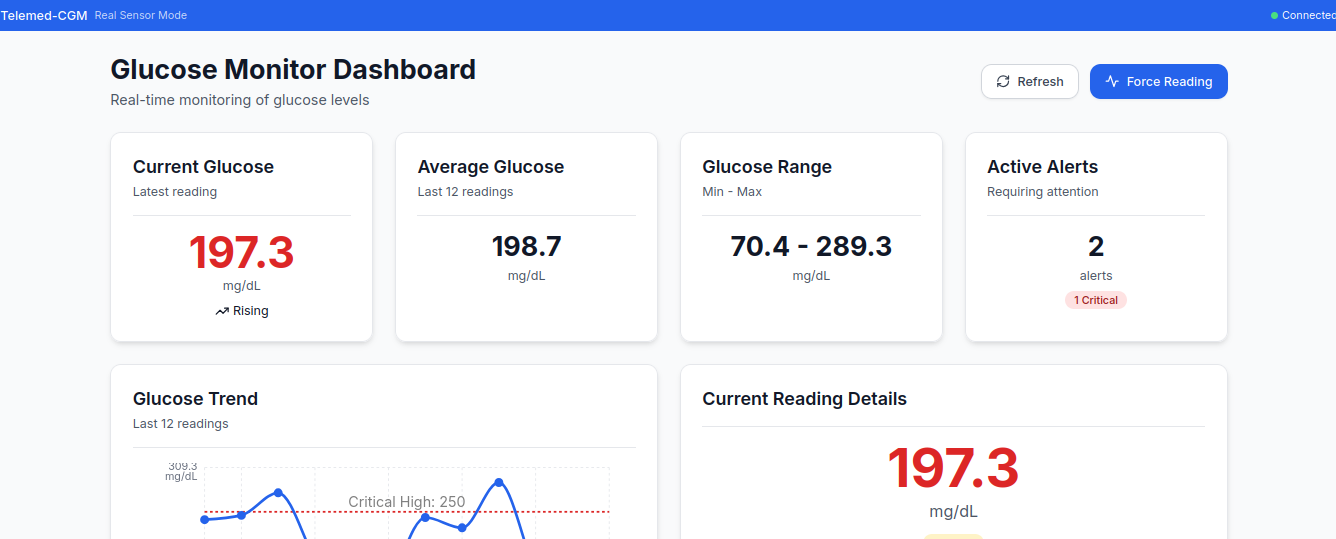 Telemed-CGM Real Sensor Mode
Connected
Glucose Monitor Dashboard
Real-time monitoring of glucose levels
Refresh
Force Reading
Current Glucose
Latest reading
197.3
mg/dL
Rising
Average Glucose
Last 12 readings
198.7
mg/dL
Glucose Range
Min - Max
70.4 - 289.3
mg/dL
Active Alerts
Requiring attention
2
alerts
1 Critical
Glucose Trend
Last 12 readings
309.3
mg/dL
Critical High: 250
Current Reading Details
197.3
mg/dL